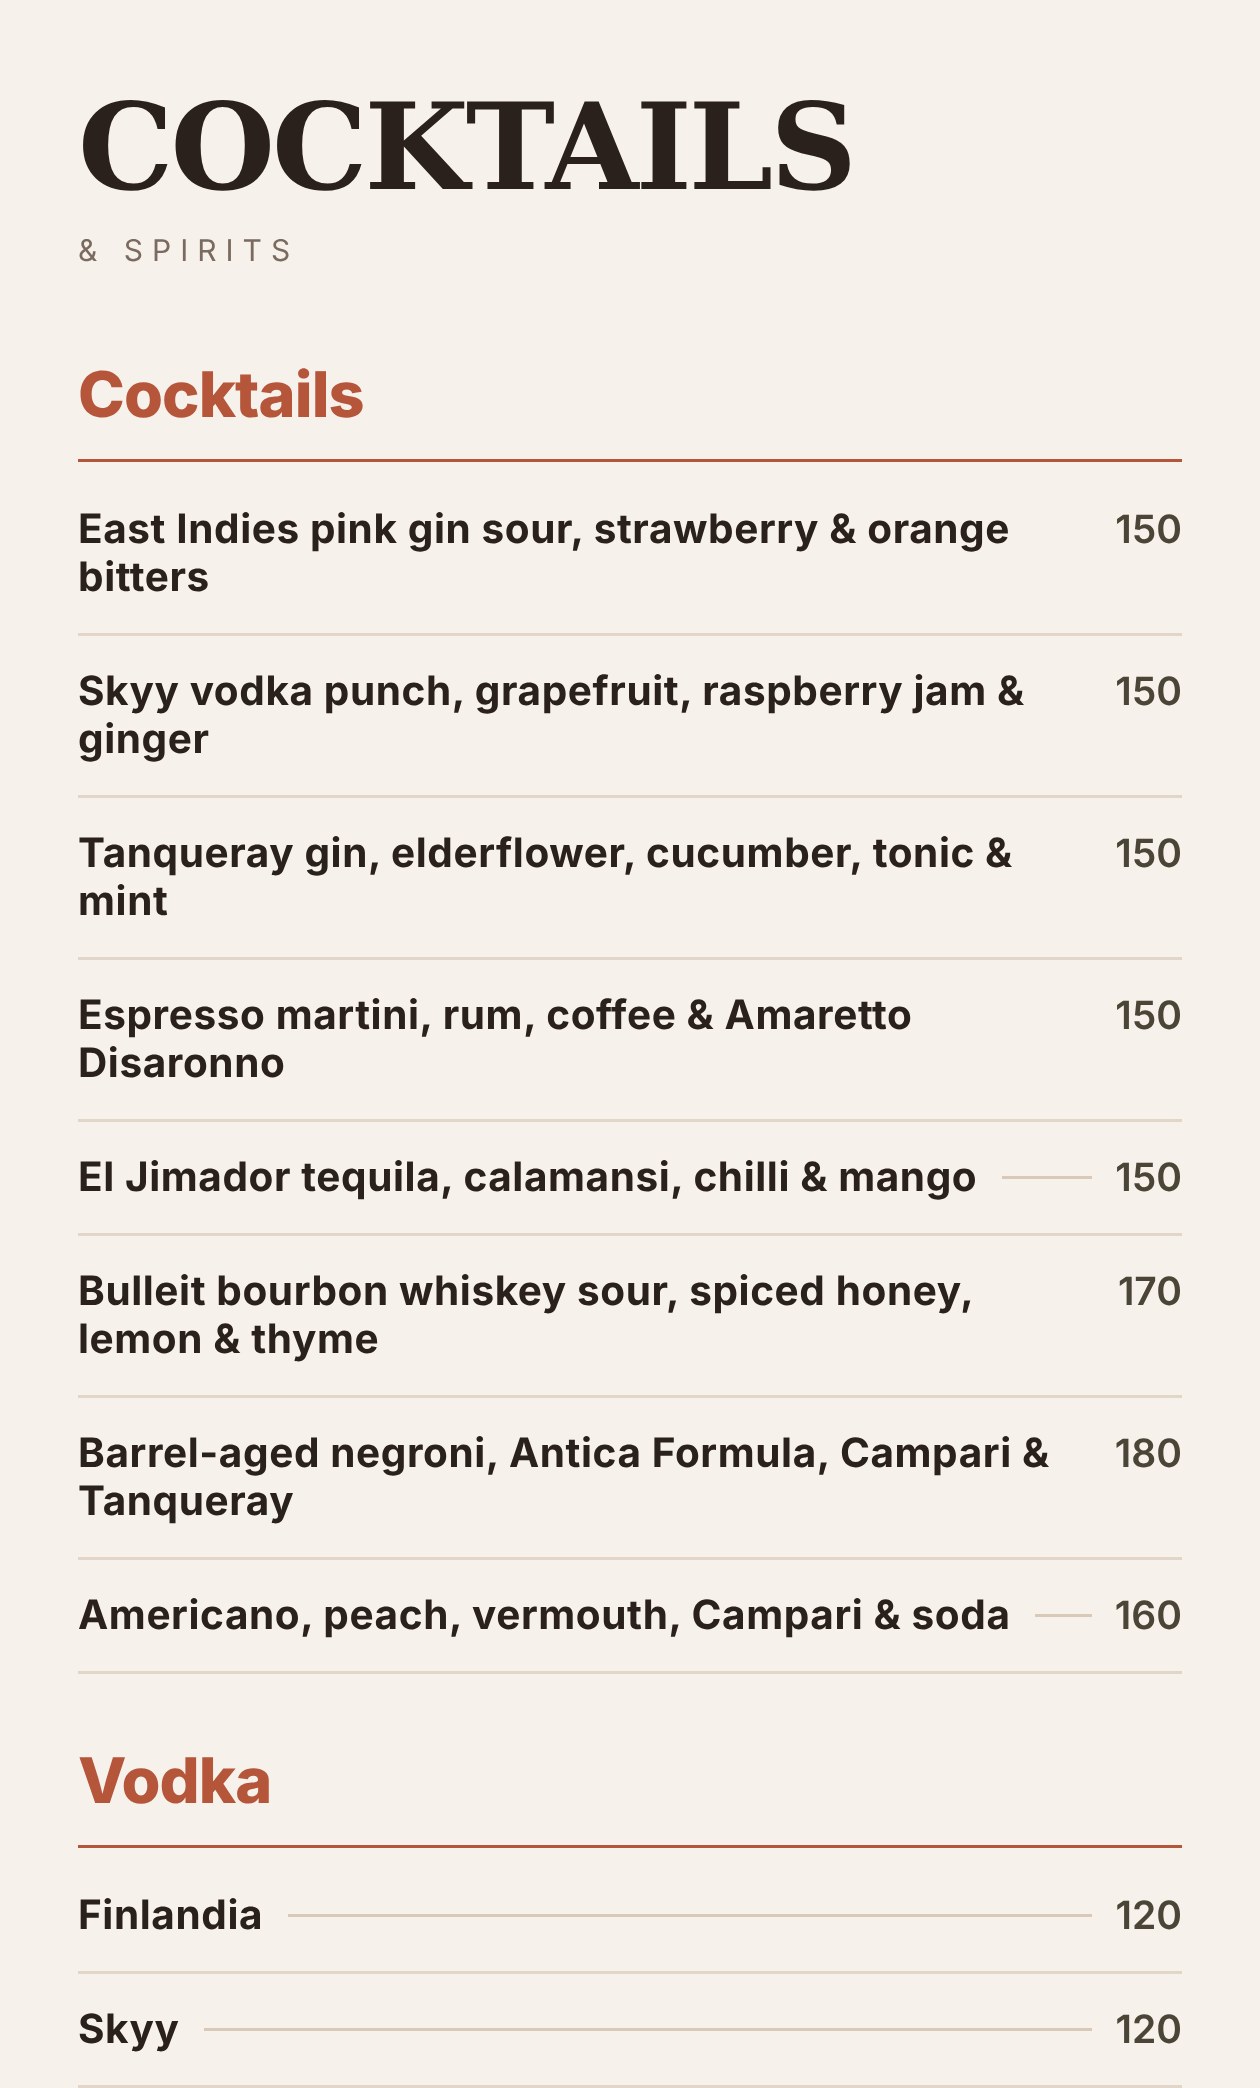 COCKTAILS
& SPIRITS
Cocktails
East Indies pink gin sour, strawberry & orange 150
bitters
Skyy vodka punch, grapefruit, raspberry jam & 150
ginger
Tanqueray gin, elderflower, cucumber, tonic & 150
mint
Espresso martini, rum, coffee & Amaretto 150
Disaronno
El Jimador tequila, calamansi, chilli & mango 150
Bulleit bourbon whiskey sour, spiced honey, 170
lemon & thyme
Barrel-aged negroni, Antica Formula, Campari & 180
Tanqueray
Americano, peach, vermouth, Campari & soda 160
Vodka
Finlandia 120
Skyy 120